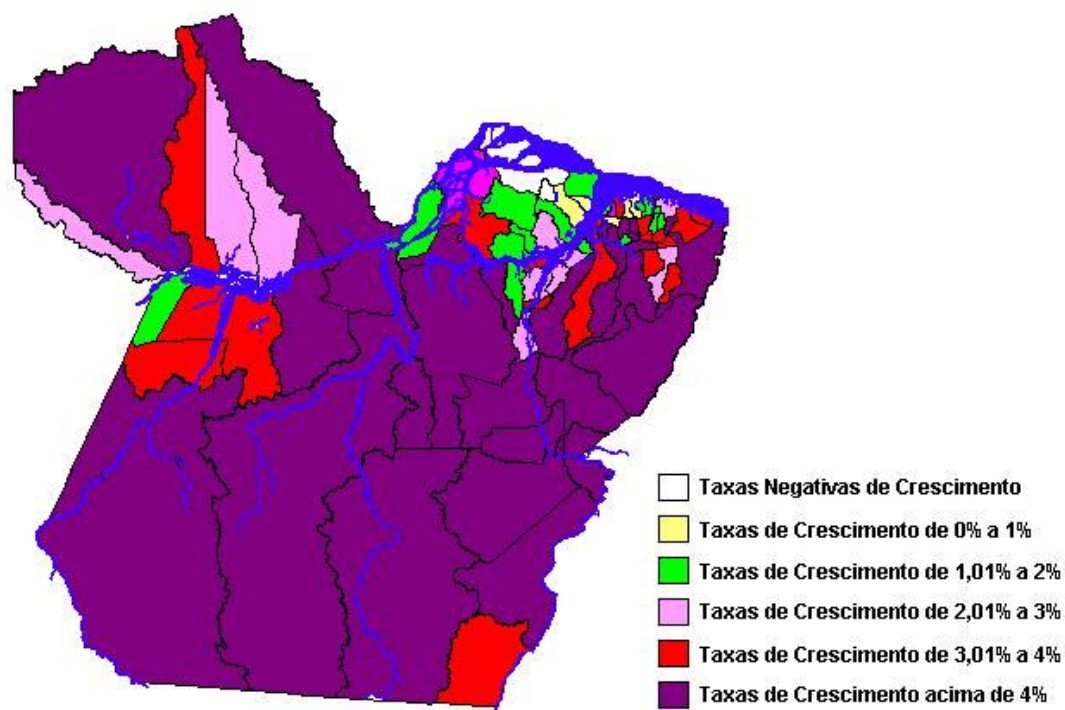 Taxas Negativas de Crescimento
Taxas de Crescimento de 0% a 1%
Taxas de Crescimento de 1,01% a 2%
Taxas de Crescimento de 2,01% a 3%
Taxas de Crescimento de 3,01% a 4%
Taxas de Crescimento acima de 4%